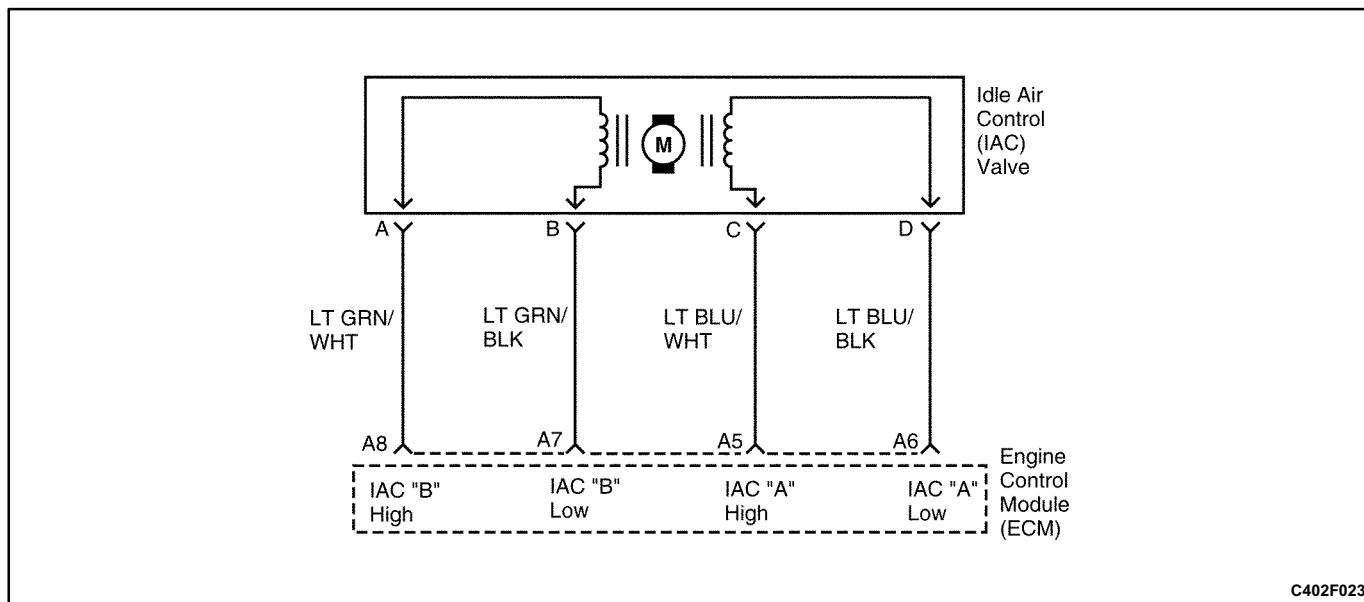 Idle Air
Control
(IAC)
Valve
M
A
B
C
D
LT GRN/
WHT
LT GRN/
BLK
LT BLU/
WHT
LT BLU/
BLK
A8
A7
A5
A6
IAC "B"
High
IAC "B"
Low
IAC "A"
High
IAC "A"
Low
Engine
Control
Module
(ECM)
C402F023